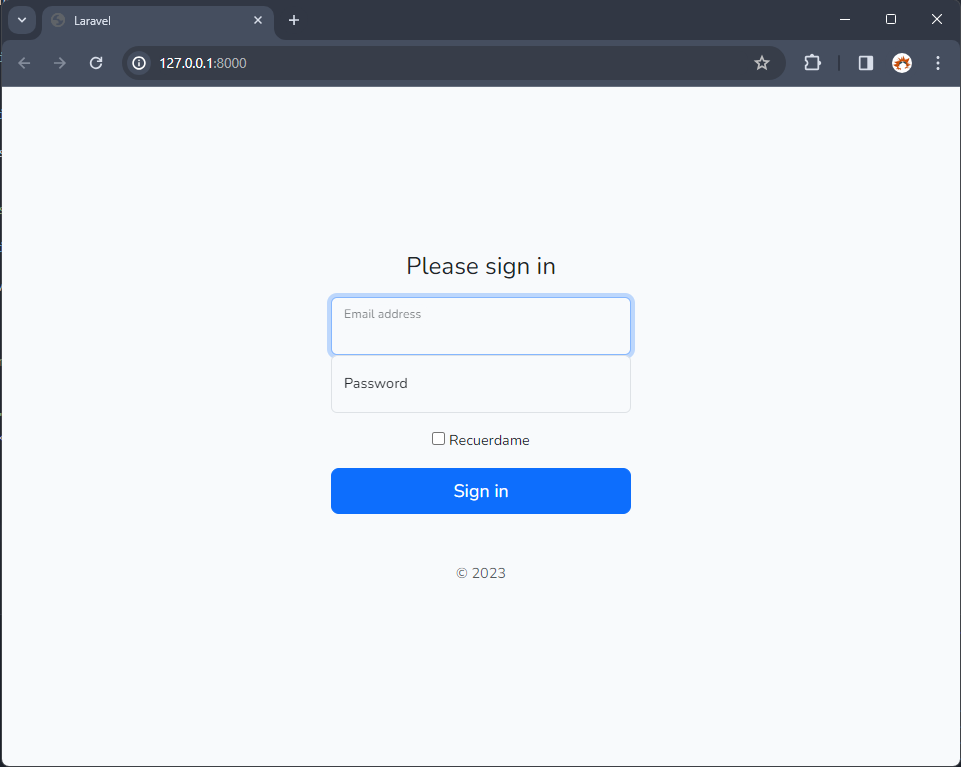 Laravel
127.0.0.1:8000
Please sign in
Email address
Password
Recuerdame
Sign in
© 2023